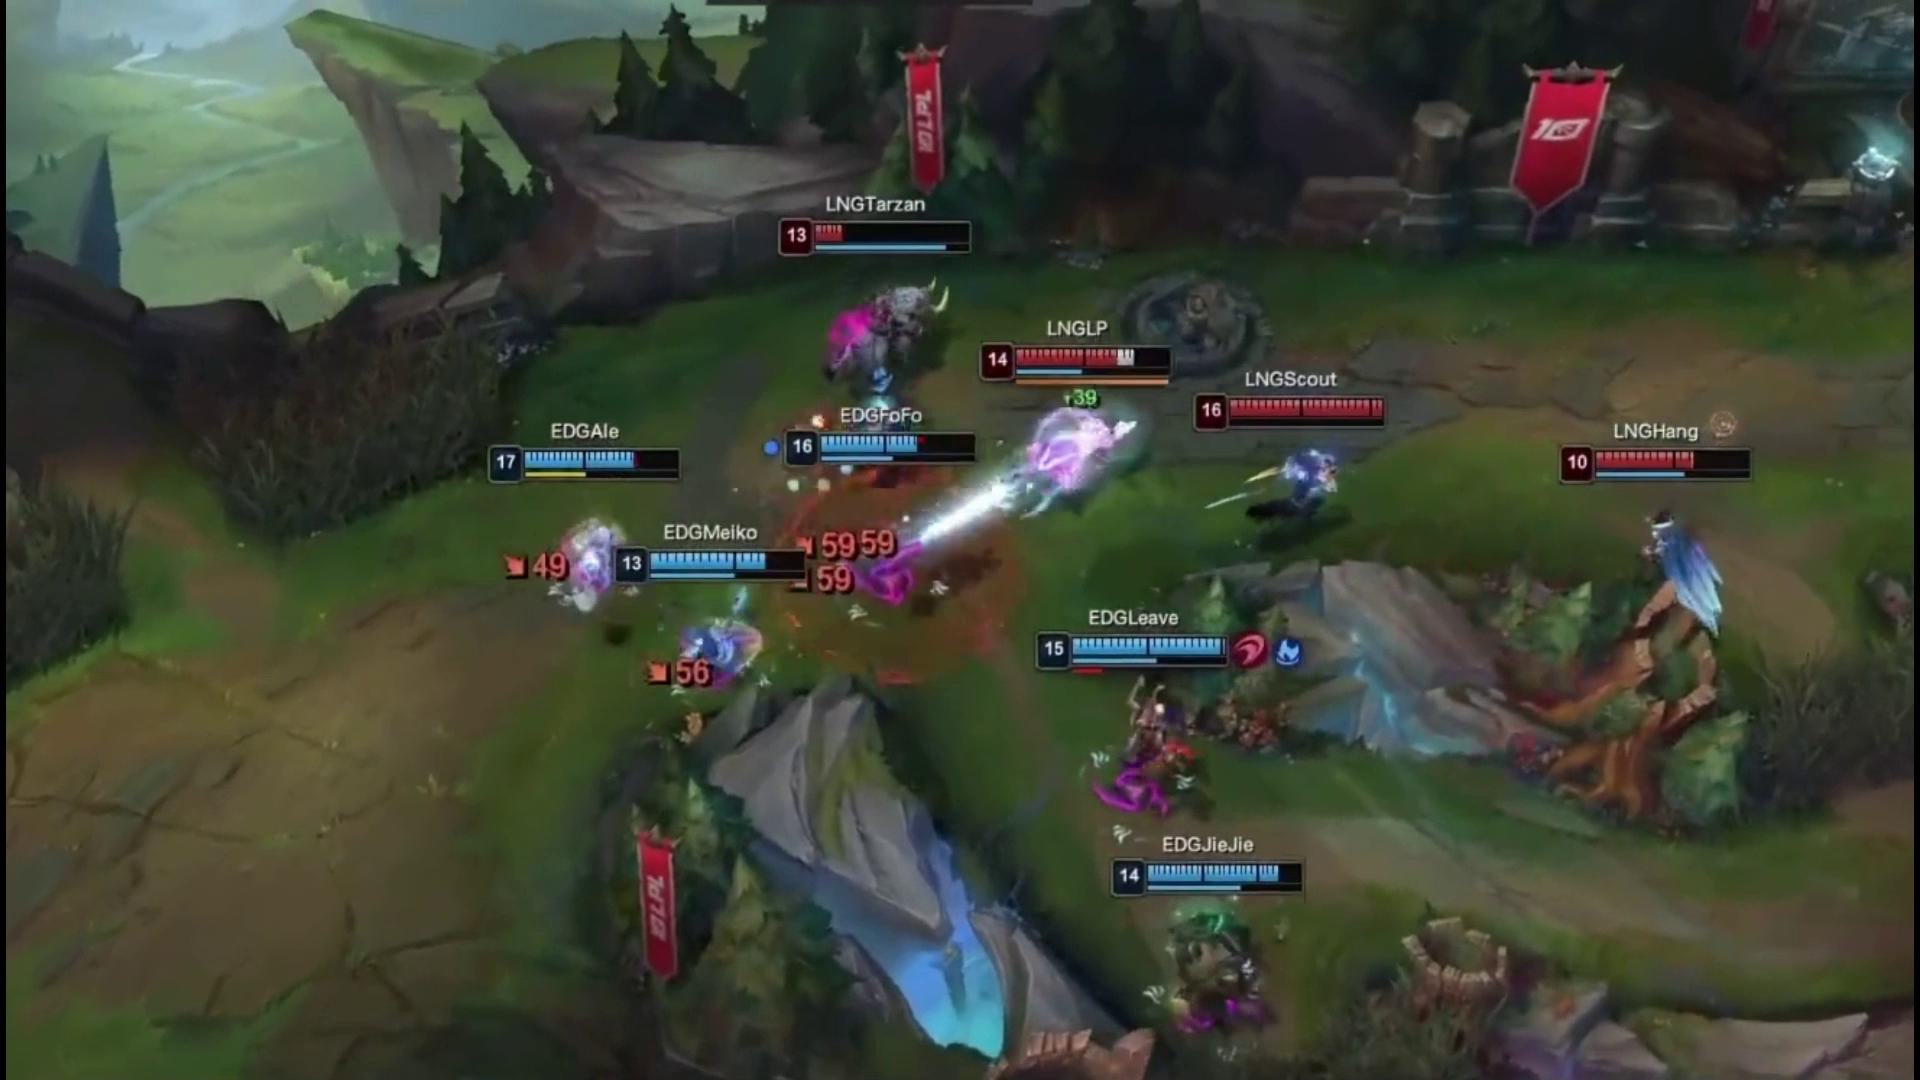 LNGTarzan
13
LNGLP
14
39
LNGScout
16
EDGFoFo
16
EDGAle
17
LNGHang
10
EDGMeiko
13
59 59
49
59
EDGLeave
15
56
EDGJieJie
14